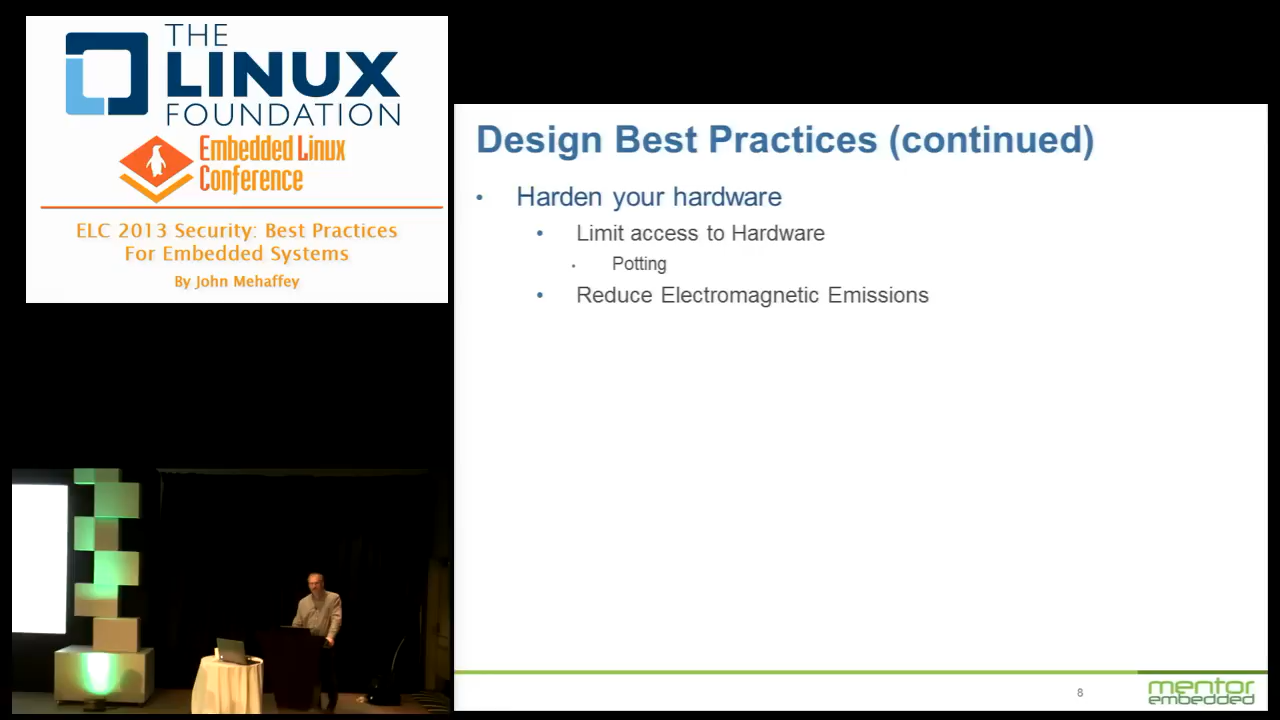 THE
LINUX
FOUNDATION
Embedded Linux
Conference
ELC 2013 Security: Best Practices
For Embedded Systems
By John Mehaffey
Design Best Practices (continued)
• Harden your hardware
• Limit access to Hardware
• Potting
• Reduce Electromagnetic Emissions
8
mentor
embedded